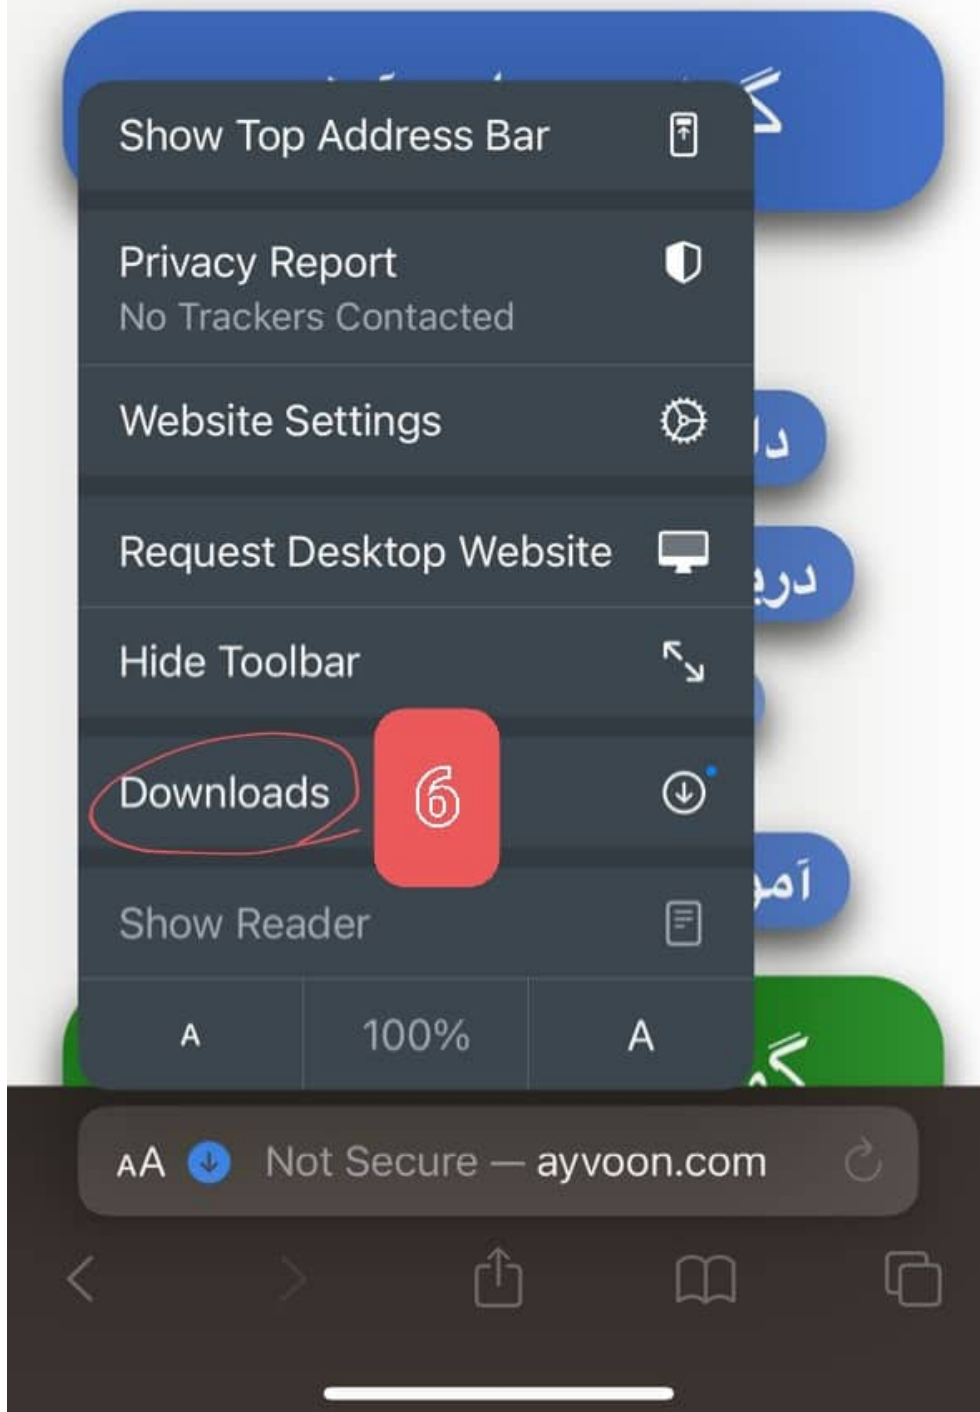 Show Top Address Bar
Privacy Report
No Trackers Contacted
Website Settings
Request Desktop Website
Hide Toolbar
Downloads
6
Show Reader
A 100% A
AA Not Secure — ayvoon.com